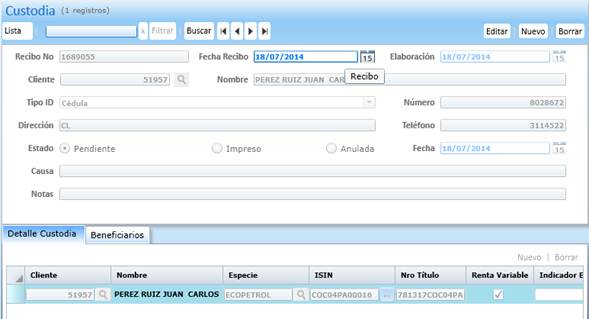 Custodia (1 registros)
Lista x Filtrar Buscar Editar Nuevo Borrar
Recibo No 1689055 Fecha Recibo 18/07/2014 15 Elaboración 18/07/2014 15
Cliente 51957 Nombre PEREZ RUIZ JUAN CAR Recibo
Tipo ID Cédula Número 8028672
Dirección CL Teléfono 3114522
Estado Pendiente Impreso Anulada Fecha 18/07/2014 15
Causa
Notas
Detalle Custodia Beneficiarios
Nuevo Borrar
Cliente Nombre Especie ISIN Nro Título Renta Variable Indicador E
51957 PEREZ RUIZ JUAN CARLOS ECOPETROL COC04PA00016 781317COC04PA